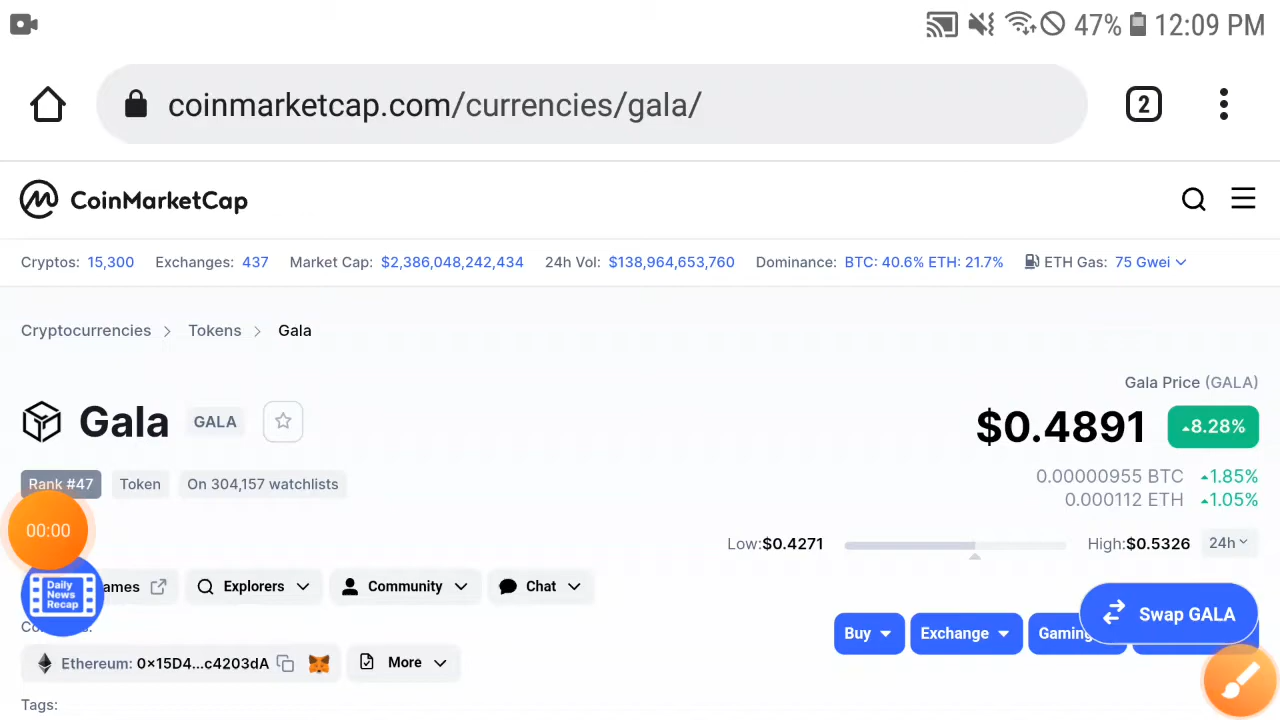 47% 12:09 PM
coinmarketcap.com/currencies/gala/
2
CoinMarketCap
Cryptos: 15,300 Exchanges: 437 Market Cap: $2,386,048,242,434 24h Vol: $138,964,653,760 Dominance: BTC: 40.6% ETH: 21.7% ETH Gas: 75 Gwei
Cryptocurrencies > Tokens > Gala
Gala Price (GALA)
Gala GALA
$0.4891 8.28%
Rank #47 Token On 304,157 watchlists
0.00000955 BTC 1.85%
0.000112 ETH 1.05%
00:00
Low:$0.4271 High:$0.5326 24h
Daily
News
Recap
ames Explorers Community Chat
Swap GALA
Buy Exchange Gaming
Ethereum: 0x15D4...c4203dA More
Tags: